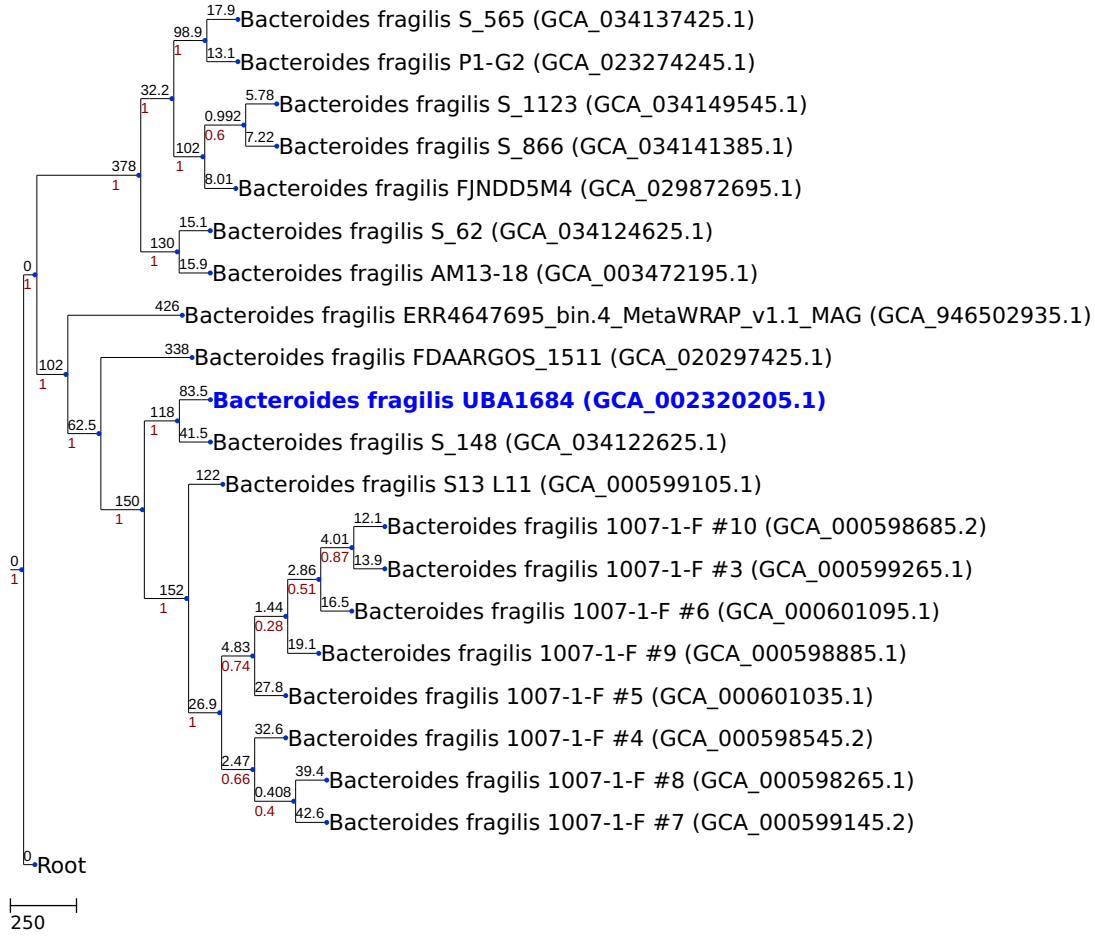 17.9
Bacteroides fragilis S_565 (GCA_034137425.1)
98.9
1
13.1
Bacteroides fragilis P1-G2 (GCA_023274245.1)
32.2
1
5.78
Bacteroides fragilis S_1123 (GCA_034149545.1)
0.992
0.6
7.22
Bacteroides fragilis S_866 (GCA_034141385.1)
102
1
8.01
Bacteroides fragilis FJNDD5M4 (GCA_029872695.1)
378
1
15.1
Bacteroides fragilis S_62 (GCA_034124625.1)
130
1
15.9
Bacteroides fragilis AM13-18 (GCA_003472195.1)
0
1
426
Bacteroides fragilis ERR4647695_bin.4_MetaWRAP_v1.1_MAG (GCA_946502935.1)
102
1
338
Bacteroides fragilis FDAARGOS_1511 (GCA_020297425.1)
62.5
1
83.5
Bacteroides fragilis UBA1684 (GCA_002320205.1)
118
1
41.5
Bacteroides fragilis S_148 (GCA_034122625.1)
150
1
122
Bacteroides fragilis S13 L11 (GCA_000599105.1)
152
1
12.1
Bacteroides fragilis 1007-1-F #10 (GCA_000598685.2)
4.01
0.87
13.9
Bacteroides fragilis 1007-1-F #3 (GCA_000599265.1)
2.86
0.51
16.5
Bacteroides fragilis 1007-1-F #6 (GCA_000601095.1)
1.44
0.28
19.1
Bacteroides fragilis 1007-1-F #9 (GCA_000598885.1)
4.83
0.74
27.8
Bacteroides fragilis 1007-1-F #5 (GCA_000601035.1)
26.9
1
32.6
Bacteroides fragilis 1007-1-F #4 (GCA_000598545.2)
2.47
0.66
39.4
Bacteroides fragilis 1007-1-F #8 (GCA_000598265.1)
0.408
0.4
42.6
Bacteroides fragilis 1007-1-F #7 (GCA_000599145.2)
0
1
0
Root
250